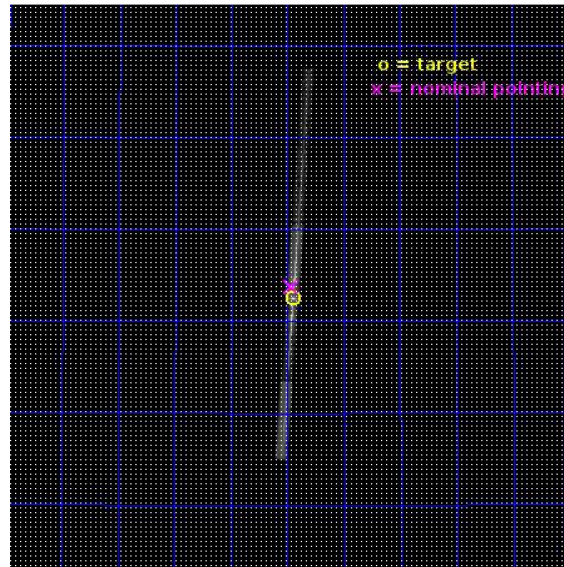 o = target
x = nominal pointing